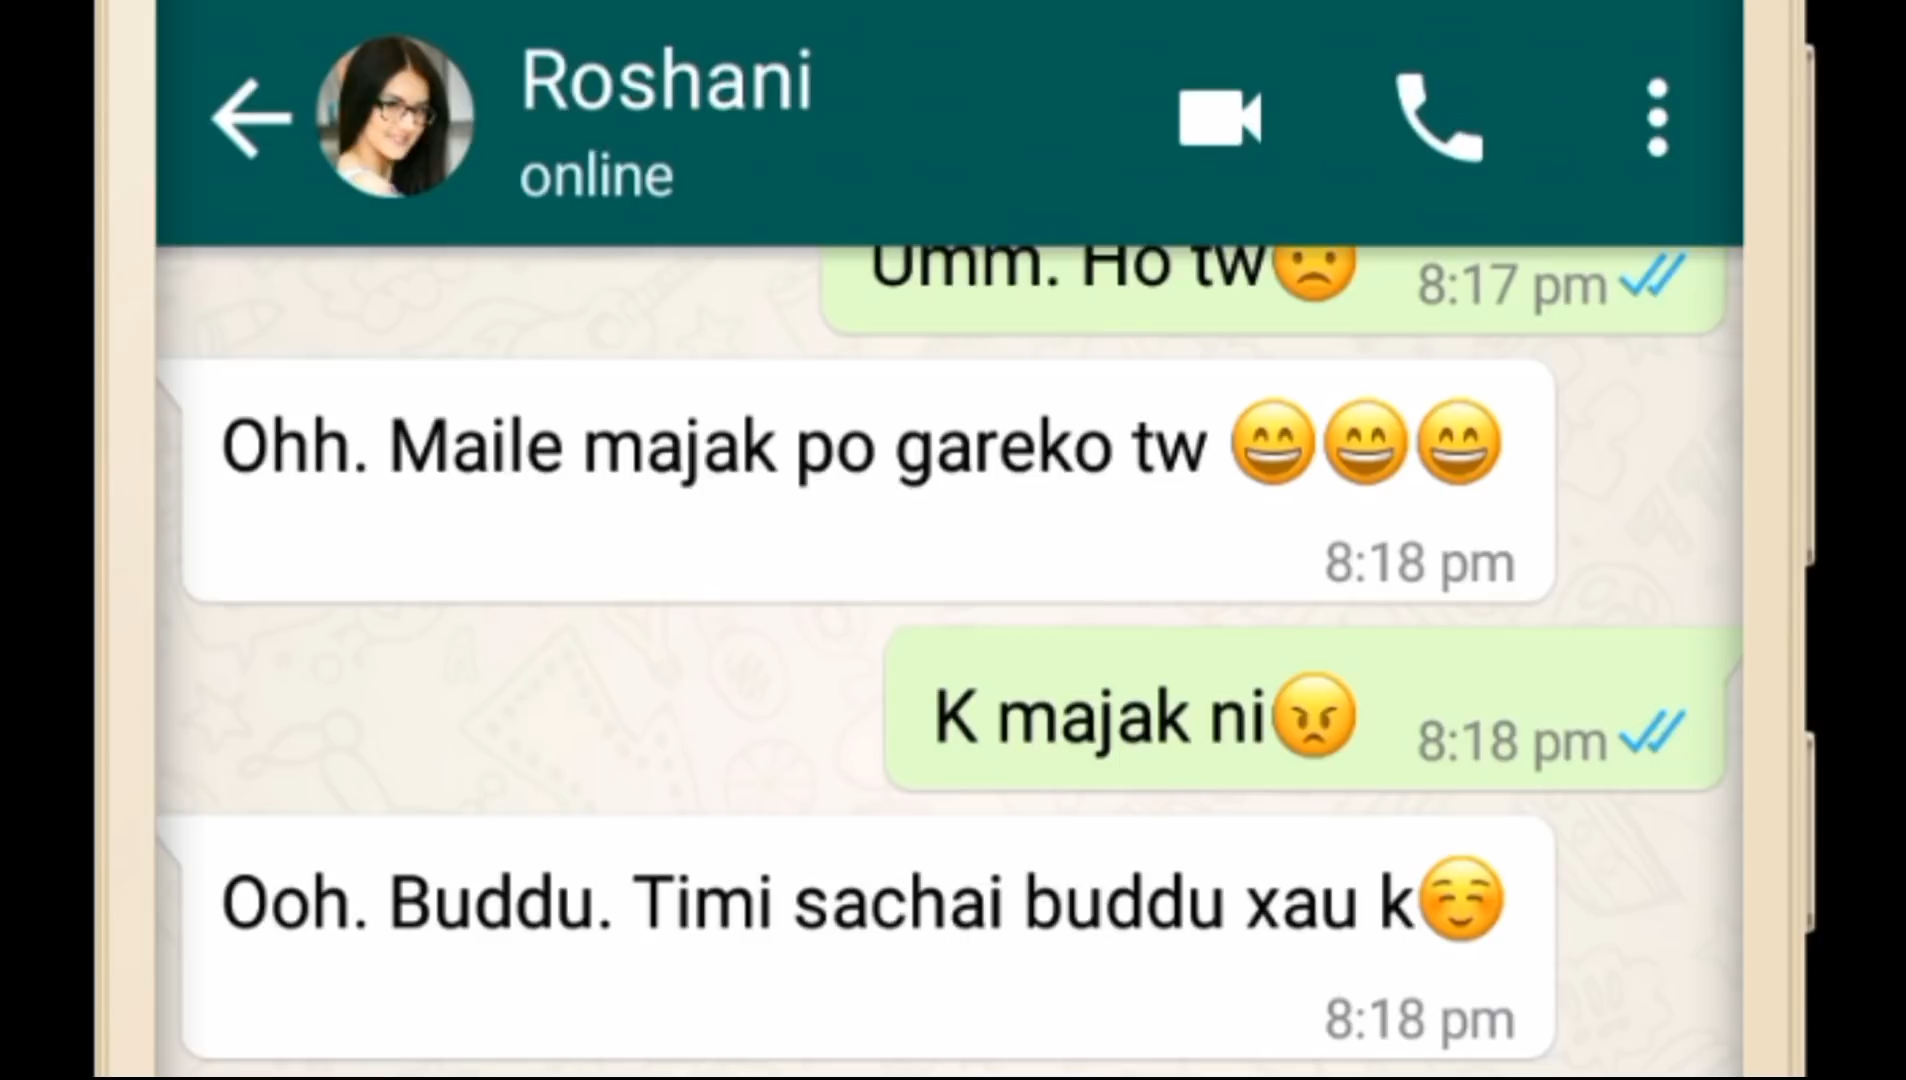 Roshani
online
Umm. Ho tw😟 8:17 pm
Ohh. Maile majak po gareko tw 😄😄😄
8:18 pm
K majak ni😠 8:18 pm
Ooh. Buddu. Timi sachai buddu xau k☺️
8:18 pm